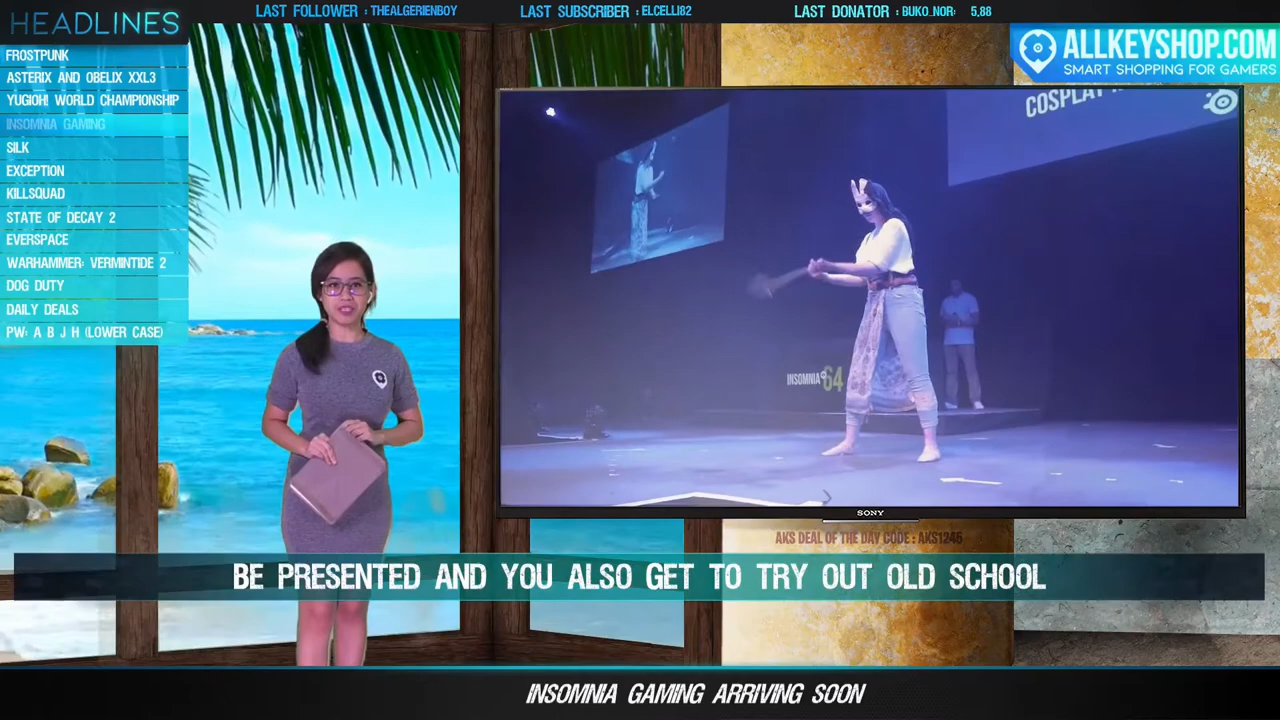 HEADLINES
LAST FOLLOWER : THEALGERIENBOY
LAST SUBSCRIBER : ELCELLI82
LAST DONATOR : BUKO_NOR: 5,88
FROSTPUNK
ASTERIX AND OBELIX XXL3
YUGIOH! WORLD CHAMPIONSHIP
INSOMNIA GAMING
SILK
EXCEPTION
KILLSQUAD
STATE OF DECAY 2
EVERSPACE
WARHAMMER: VERMINTIDE 2
DOG DUTY
DAILY DEALS
PW: A B J H (LOWER CASE)
ALLKEYSHOP.COM
SMART SHOPPING FOR GAMERS
COSPLAY
INSOMNIA 64
SONY
AKS DEAL OF THE DAY CODE : AKS1245
BE PRESENTED AND YOU ALSO GET TO TRY OUT OLD SCHOOL
INSOMNIA GAMING ARRIVING SOON